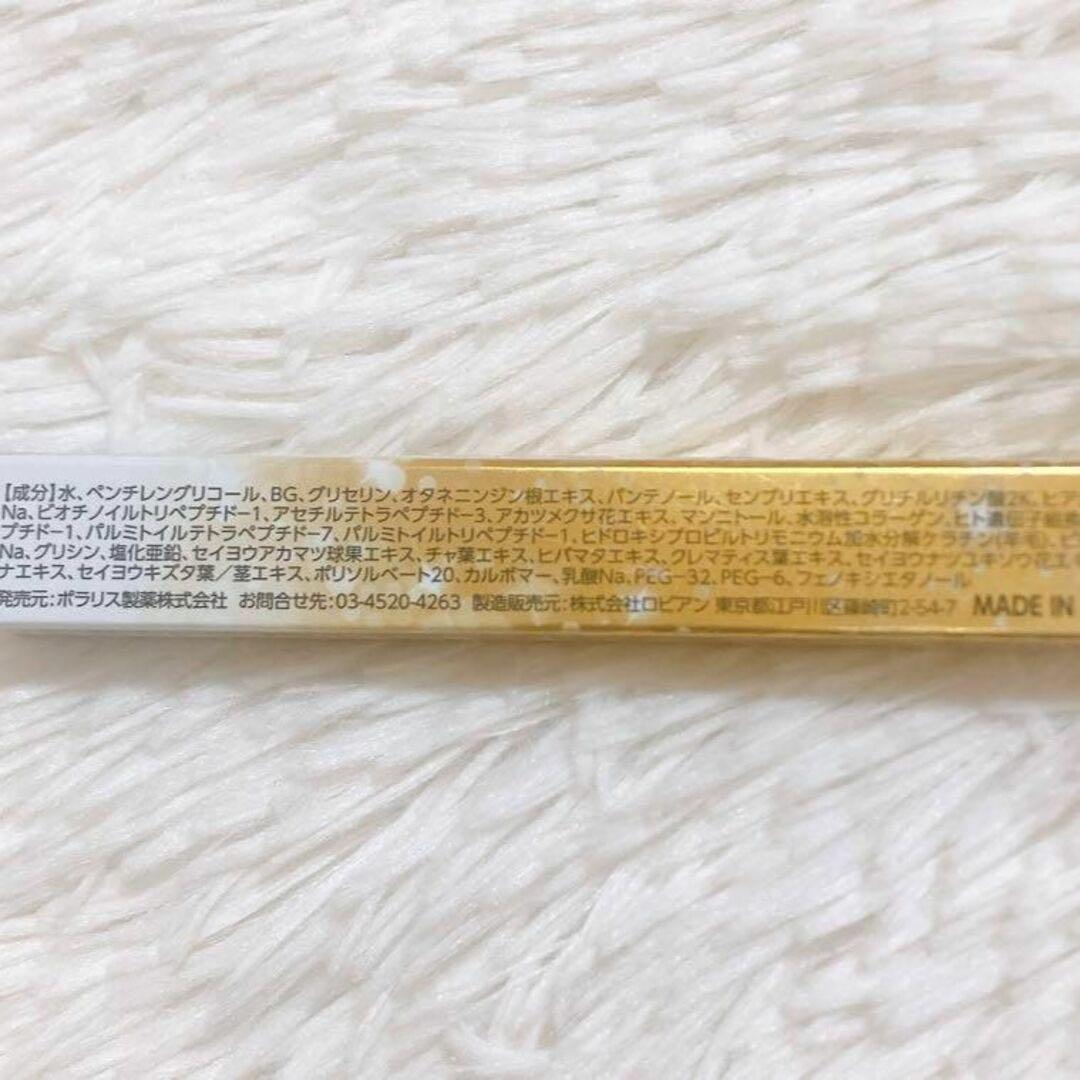 【成分】水、ペンチレングリコール、BG、グリセリン、オタネニンジン根エキス、パンテノール、センブリエキス、グリチルリチン酸2K、ヒア
Na、ビオチノイルトリペプチド-1、アセチルテトラペプチド-3、アカツメクサ花エキス、マンニトール、水溶性コラーゲン、ヒト遺伝子組換
プチド-1、パルミトイルテトラペプチド-7、パルミトイルトリペプチド-1、ヒドロキシプロピルトリモニウム加水分解ケラチン(羊毛)、ビ
Na、グリシン、塩化亜鉛、セイヨウアカマツ球果エキス、チャ葉エキス、ヒバマタエキス、クレマティス葉エキス、セイヨウナツユキソウ花エキ
ナエキス、セイヨウキズタ葉/茎エキス、ポリソルベート20、カルボマー、乳酸Na、PEG-32、PEG-6、フェノキシエタノール
発売元:ポラリス製薬株式会社 お問合せ先:03-4520-4263 製造販売元:株式会社ロビアン 東京都江戸川区篠崎町2-54-7 MADE IN